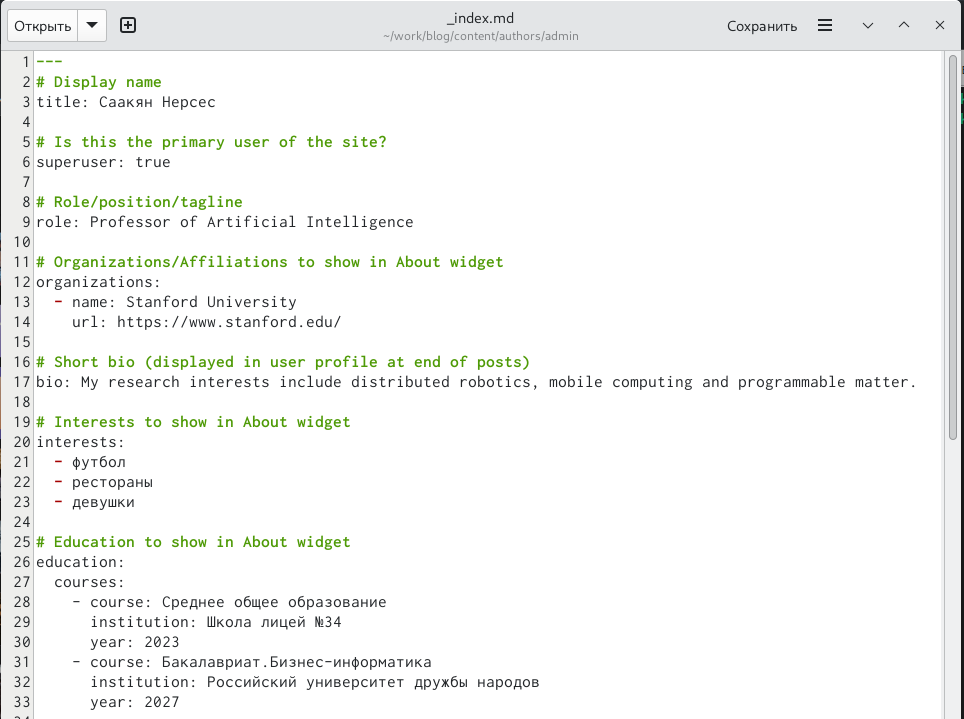 Открыть
_index.md
~/work/blog/content/authors/admin
Сохранить
1 ---
2 # Display name
3 title: Саакян Нерсес
4
5 # Is this the primary user of the site?
6 superuser: true
7
8 # Role/position/tagline
9 role: Professor of Artificial Intelligence
10
11 # Organizations/Affiliations to show in About widget
12 organizations:
13   - name: Stanford University
14     url: https://www.stanford.edu/
15
16 # Short bio (displayed in user profile at end of posts)
17 bio: My research interests include distributed robotics, mobile computing and programmable matter.
18
19 # Interests to show in About widget
20 interests:
21   - футбол
22   - рестораны
23   - девушки
24
25 # Education to show in About widget
26 education:
27   courses:
28     - course: Среднее общее образование
29       institution: Школа лицей №34
30       year: 2023
31     - course: Бакалавриат.Бизнес-информатика
32       institution: Российский университет дружбы народов
33       year: 2027